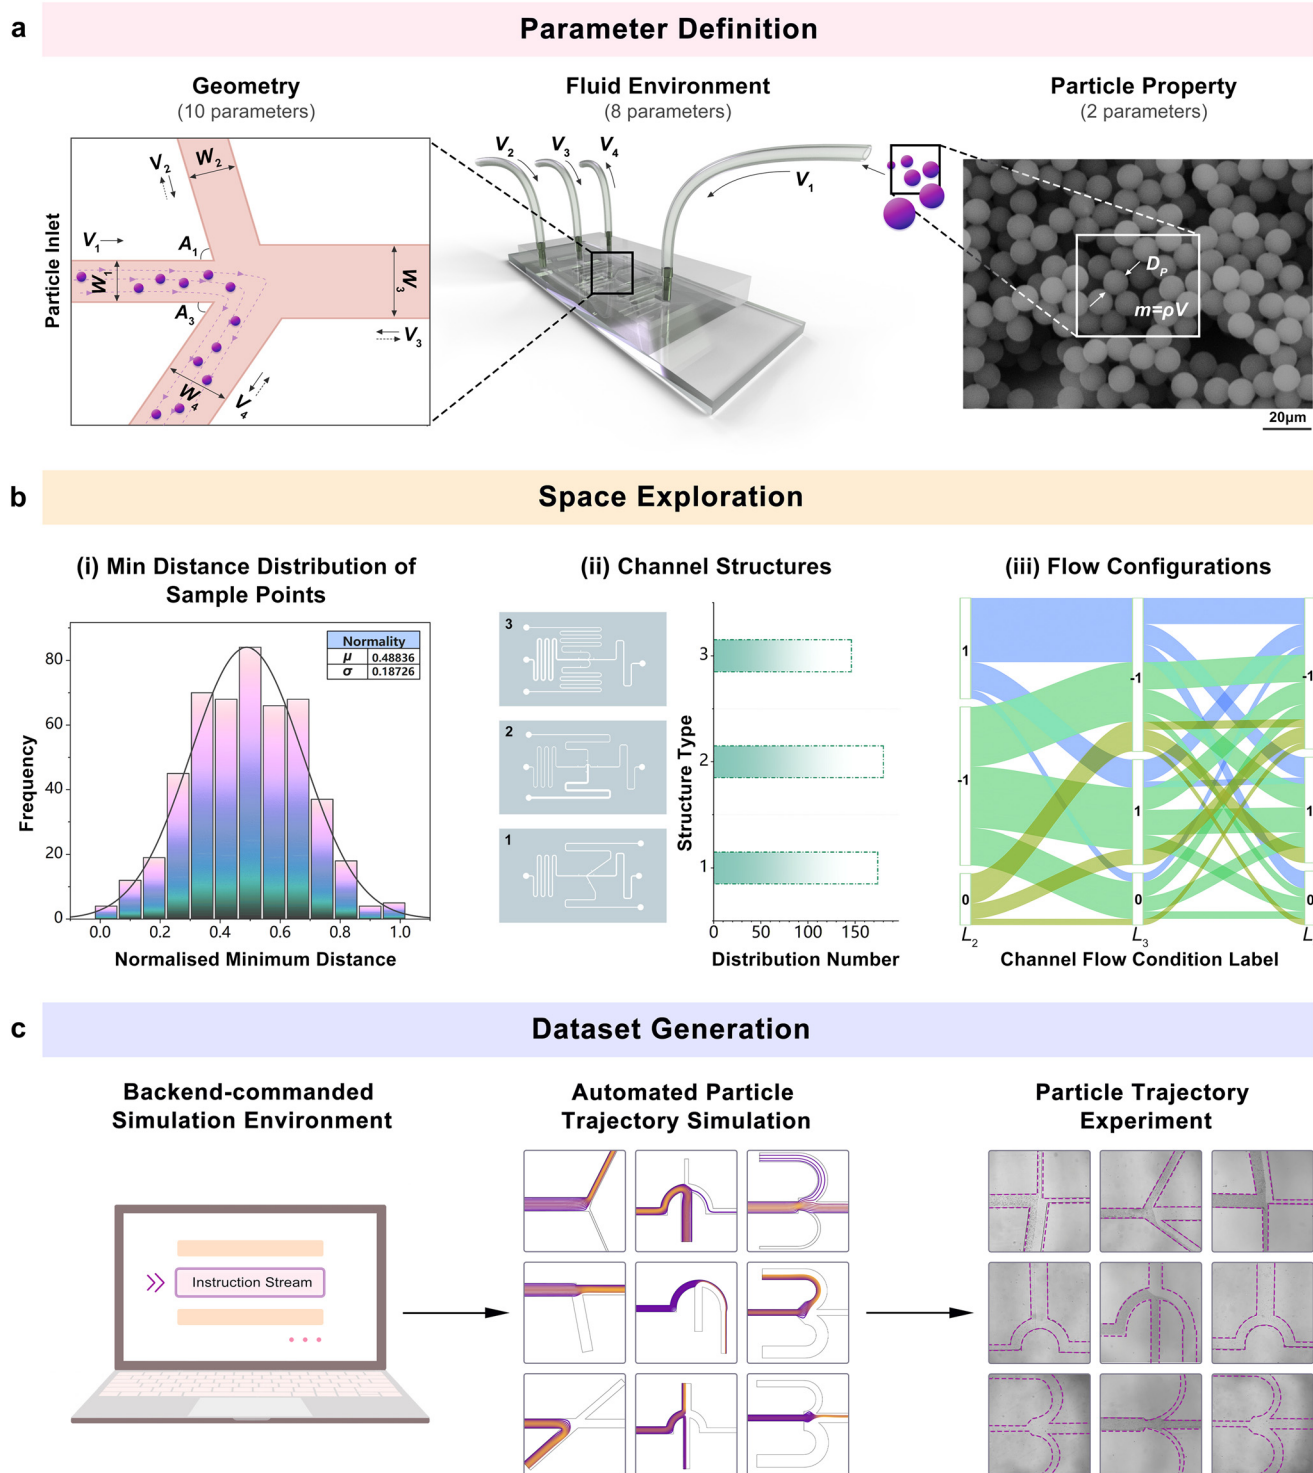 a
Parameter Definition
Geometry
(10 parameters)
Fluid Environment
(8 parameters)
Particle Property
(2 parameters)
Particle Inlet
V2
W2
V1
A1
W1
A3
W3
V3
W4
V4
V2
V3
V4
V1
DP
m=ρV
20μm
b
Space Exploration
(i) Min Distance Distribution of
Sample Points
Normality
μ 0.48836
σ 0.18726
Frequency
80
60
40
20
0
0.0 0.2 0.4 0.6 0.8 1.0
Normalised Minimum Distance
(ii) Channel Structures
3
2
1
Structure Type
3
2
1
0 50 100 150
Distribution Number
(iii) Flow Configurations
1
-1
0
-1
1
0
-1
1
0
L2 L3 L
Channel Flow Condition Label
c
Dataset Generation
Backend-commanded
Simulation Environment
Instruction Stream
Automated Particle
Trajectory Simulation
Particle Trajectory
Experiment